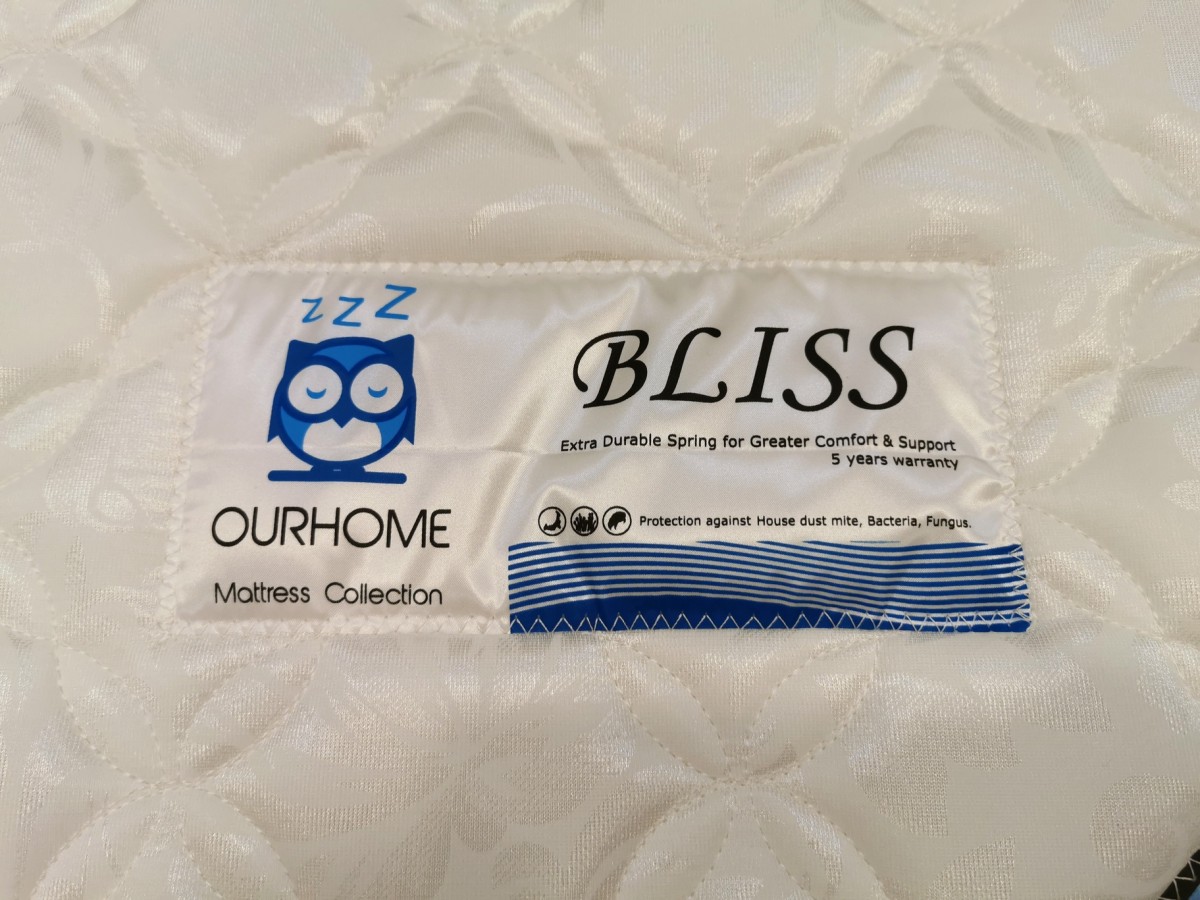 zzz
BLISS
Extra Durable Spring for Greater Comfort & Support
5 years warranty
OURHOME
Protection against House dust mite, Bacteria, Fungus.
Mattress Collection